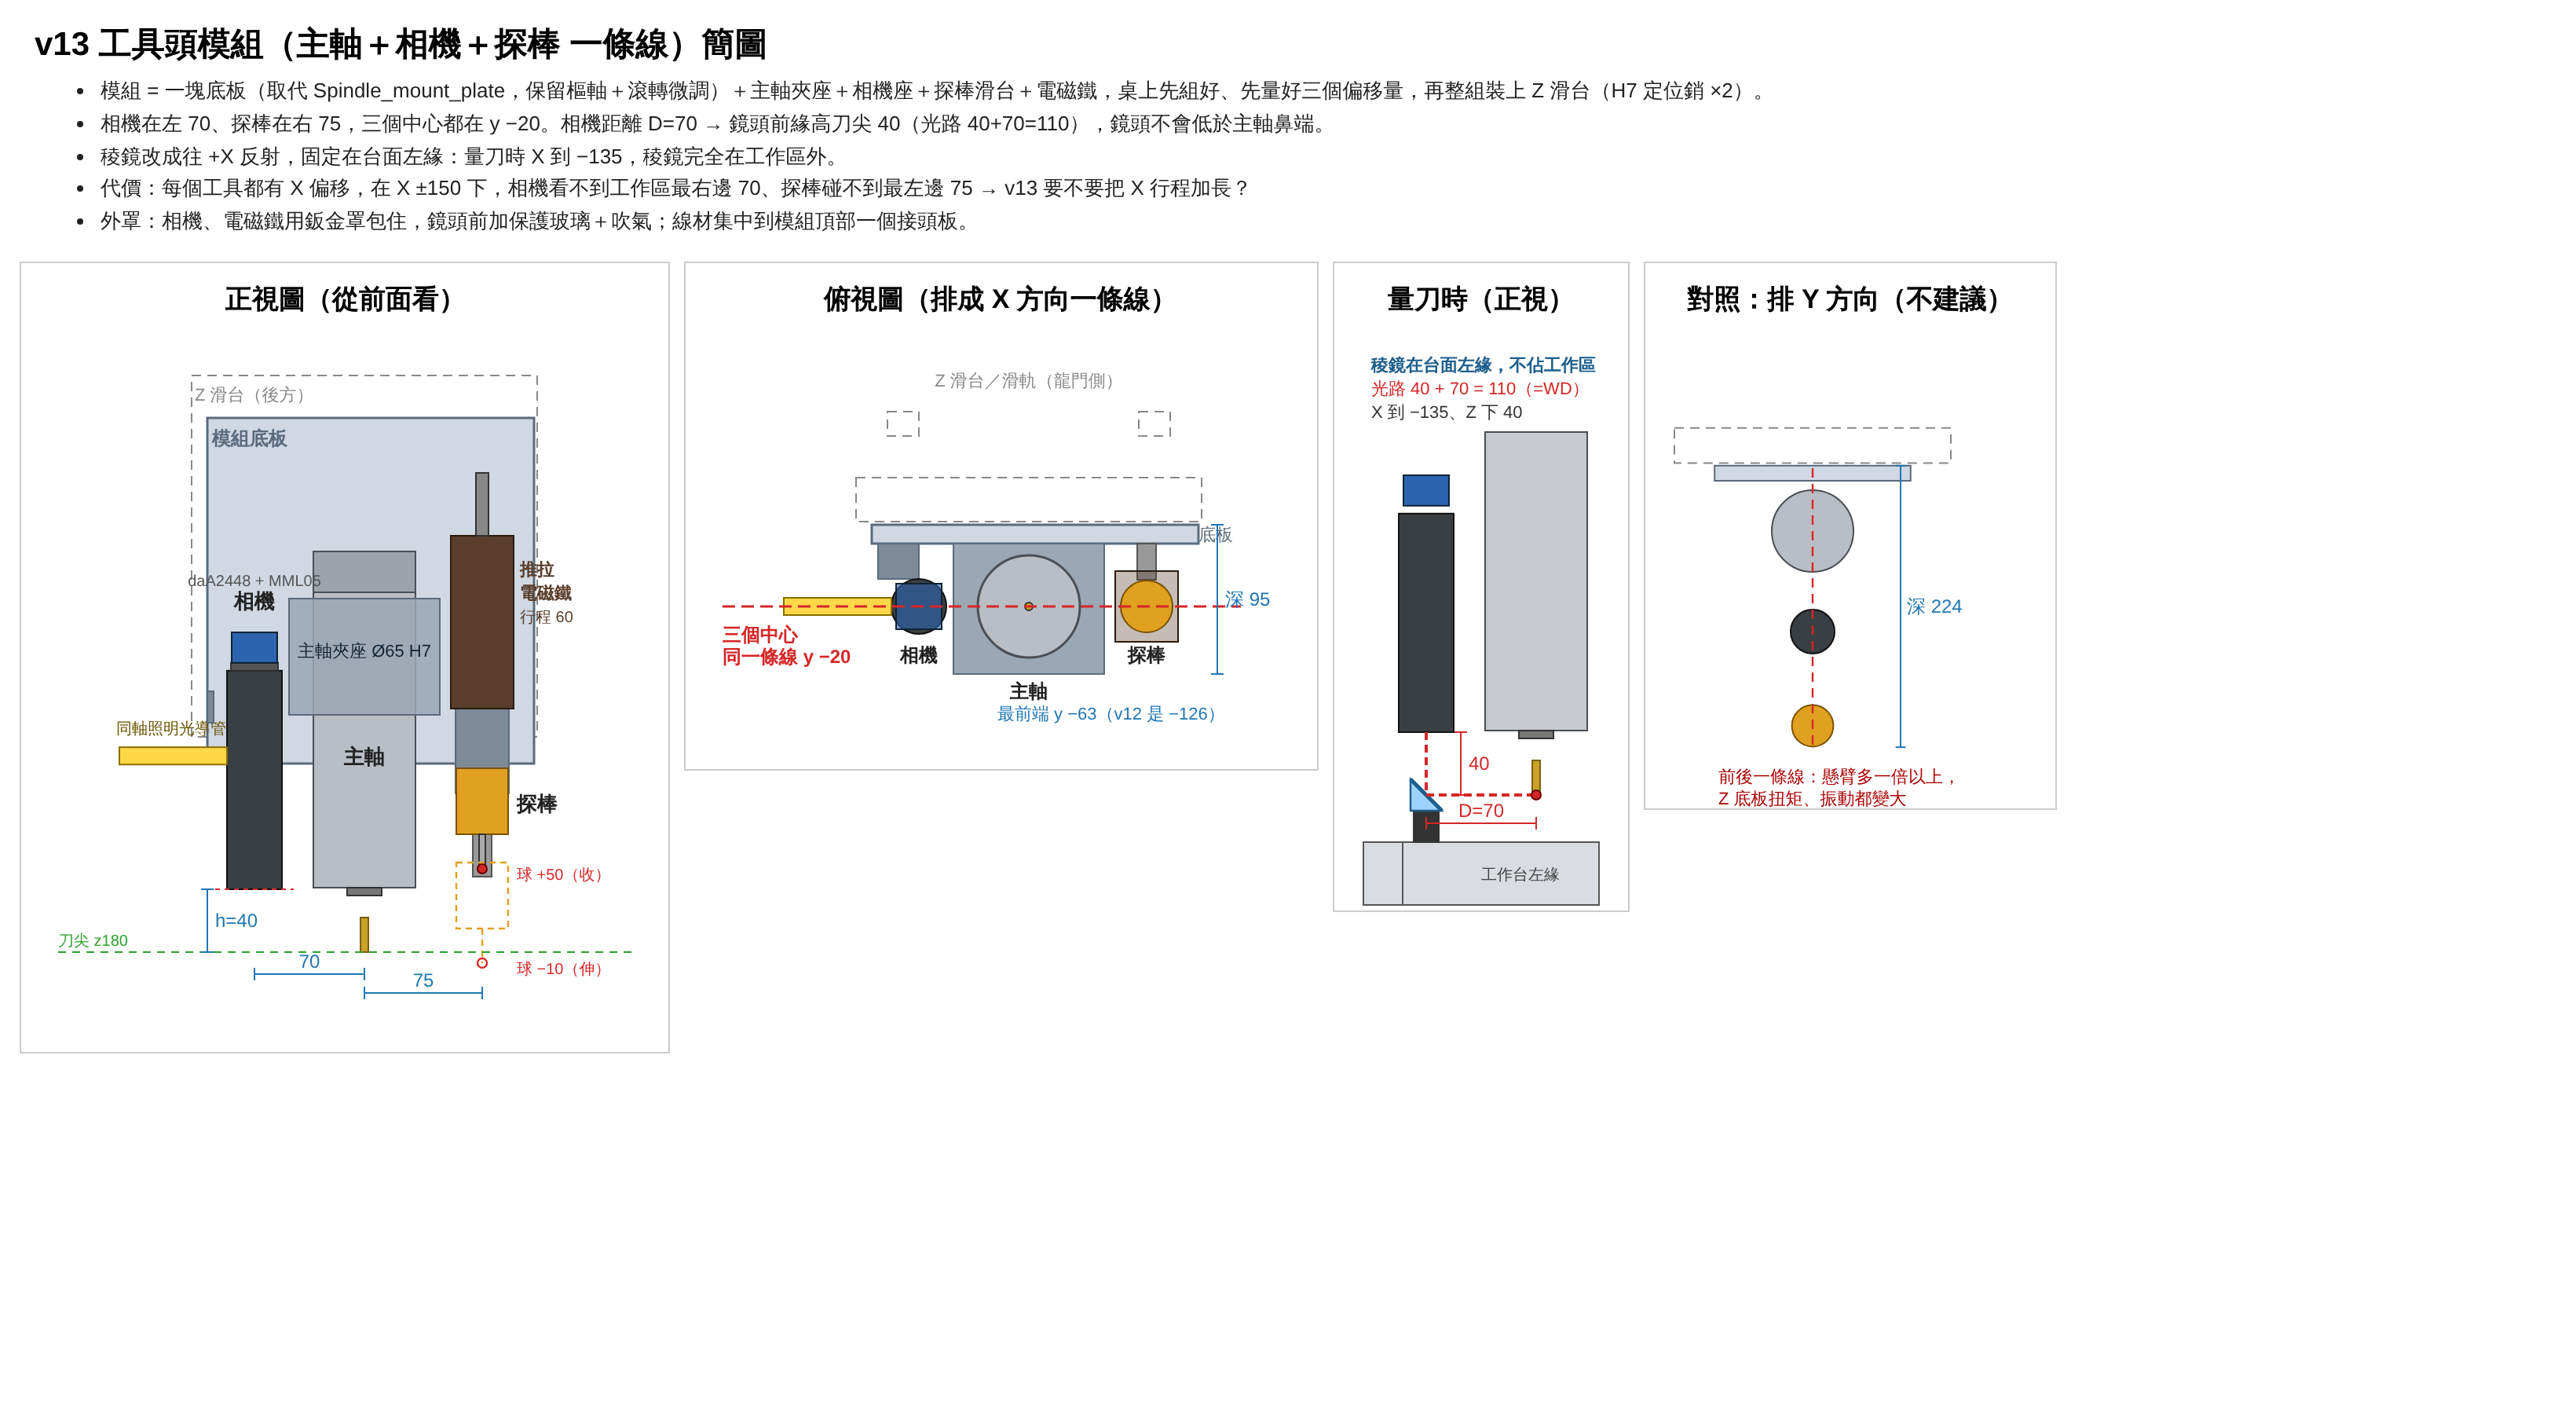 v13 工具頭模組（主軸＋相機＋探棒 一條線）簡圖
• 模組 = 一塊底板（取代 Spindle_mount_plate，保留樞軸＋滾轉微調）＋主軸夾座＋相機座＋探棒滑台＋電磁鐵，桌上先組好、先量好三個偏移量，再整組裝上 Z 滑台（H7 定位銷 ×2）。
• 相機在左 70、探棒在右 75，三個中心都在 y −20。相機距離 D=70 → 鏡頭前緣高刀尖 40（光路 40+70=110），鏡頭不會低於主軸鼻端。
• 稜鏡改成往 +X 反射，固定在台面左緣：量刀時 X 到 −135，稜鏡完全在工作區外。
• 代價：每個工具都有 X 偏移，在 X ±150 下，相機看不到工作區最右邊 70、探棒碰不到最左邊 75 → v13 要不要把 X 行程加長？
• 外罩：相機、電磁鐵用鈑金罩包住，鏡頭前加保護玻璃＋吹氣；線材集中到模組頂部一個接頭板。
正視圖（從前面看）
Z 滑台（後方）
模組底板
daA2448 + MML05
相機
推拉
電磁鐵
行程 60
主軸夾座 Ø65 H7
同軸照明光導管
主軸
探棒
球 +50（收）
h=40
刀尖 z180
70
球 −10（伸）
75
俯視圖（排成 X 方向一條線）
Z 滑台／滑軌（龍門側）
底板
深 95
三個中心
同一條線 y −20
相機
探棒
主軸
最前端 y −63（v12 是 −126）
量刀時（正視）
稜鏡在台面左緣，不佔工作區
光路 40 + 70 = 110（=WD）
X 到 −135、Z 下 40
40
D=70
工作台左緣
對照：排 Y 方向（不建議）
深 224
前後一條線：懸臂多一倍以上，
Z 底板扭矩、振動都變大